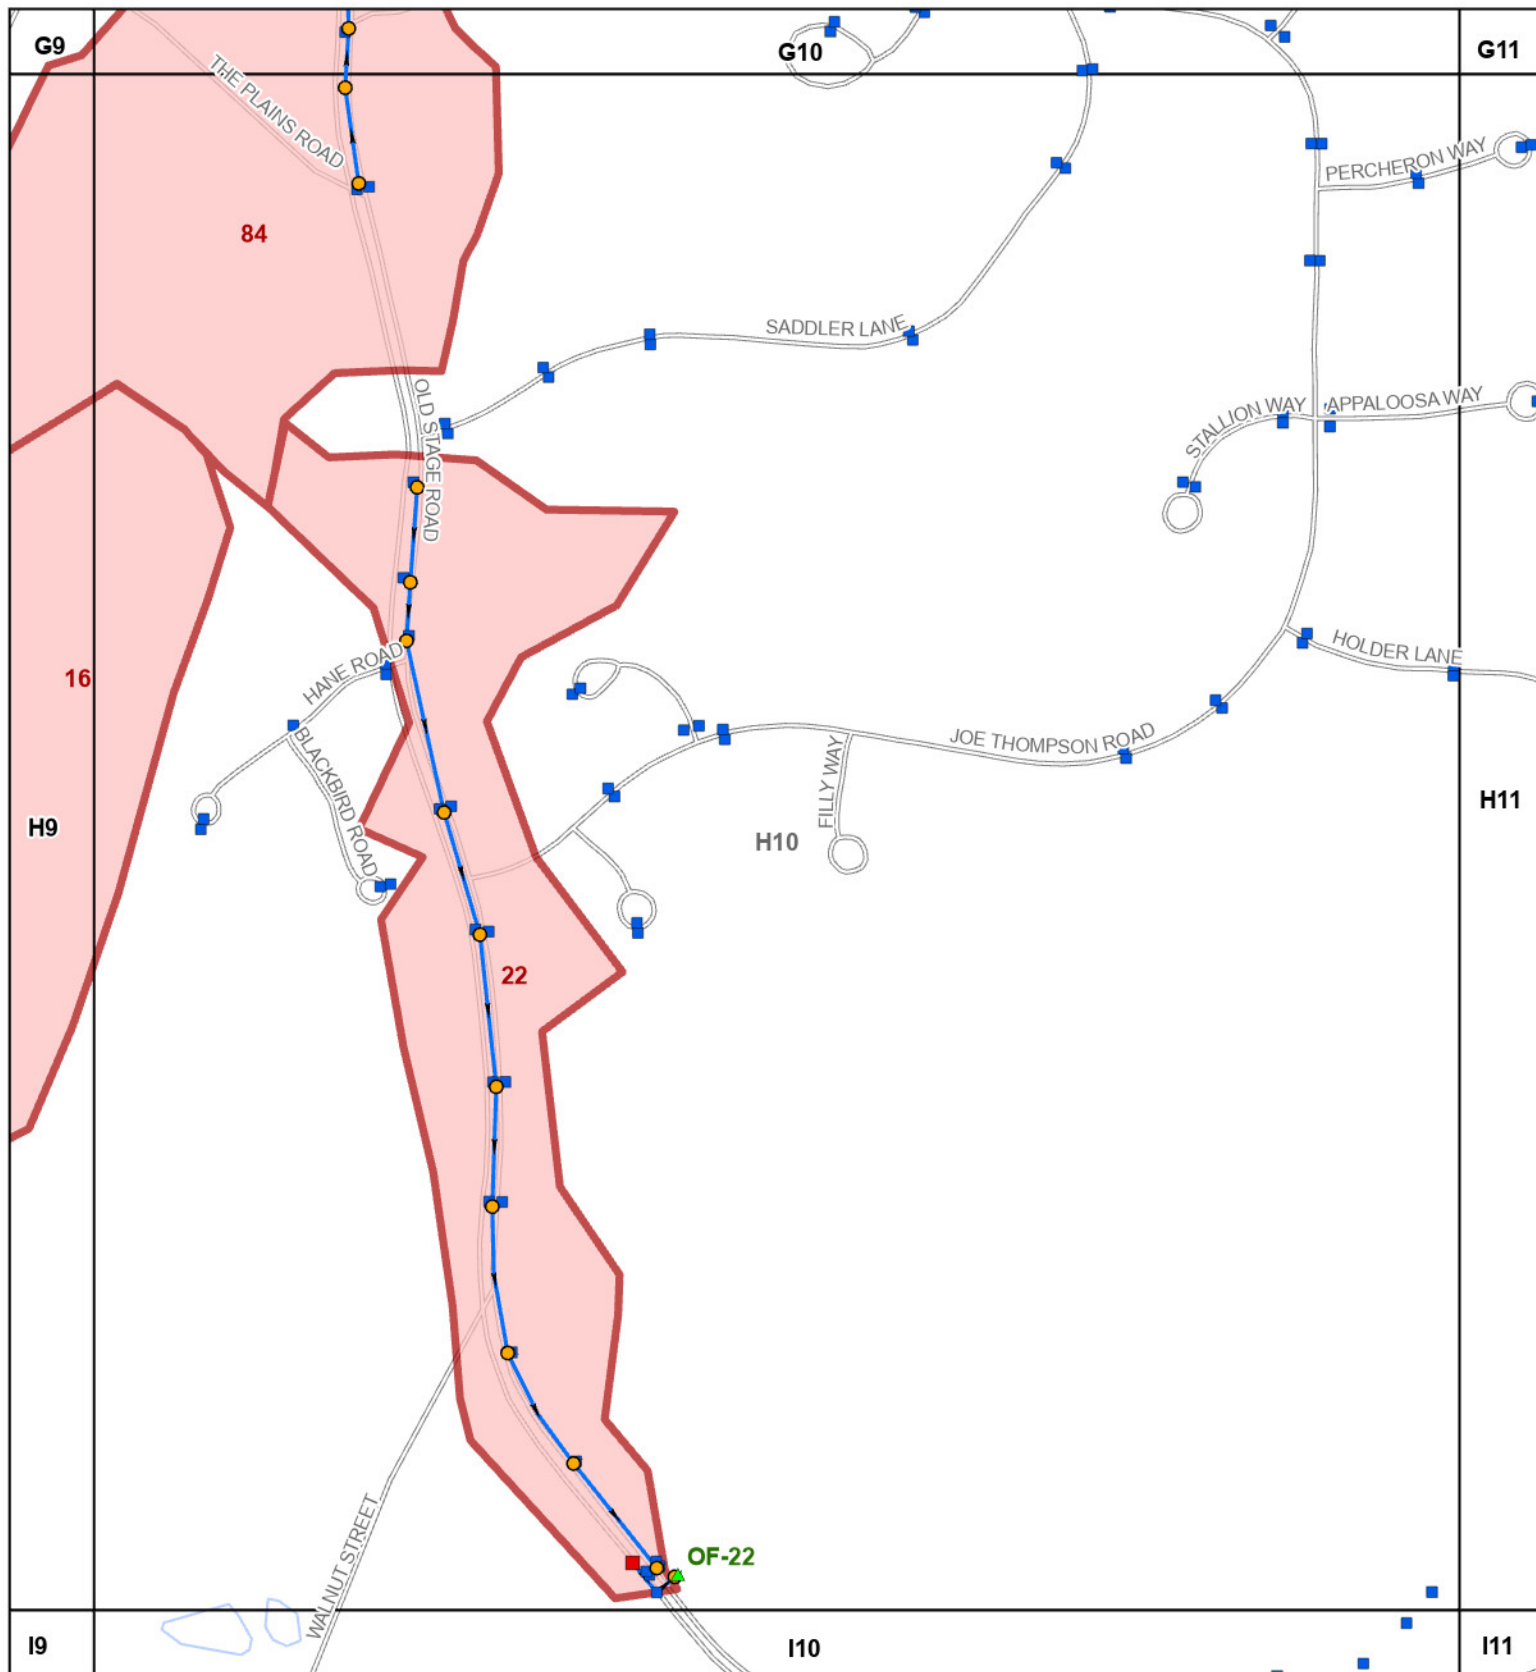 G9
G10
G11
THE PLAINS ROAD
PERCHERON WAY
84
SADDLER LANE
OLD STAGE ROAD
STALLION WAY
APPALOOSA WAY
16
HANE ROAD
HOLDER LANE
BLACKBIRD ROAD
JOE THOMPSON ROAD
FILLY WAY
H9
H10
H11
22
WALNUT STREET
OF-22
I9
I10
I11